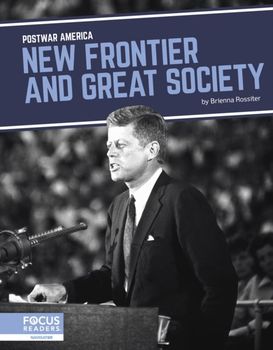 POSTWAR AMERICA
NEW FRONTIER
AND GREAT SOCIETY
by Brienna Rossiter
FOCUS
READERS
NAVIGATOR